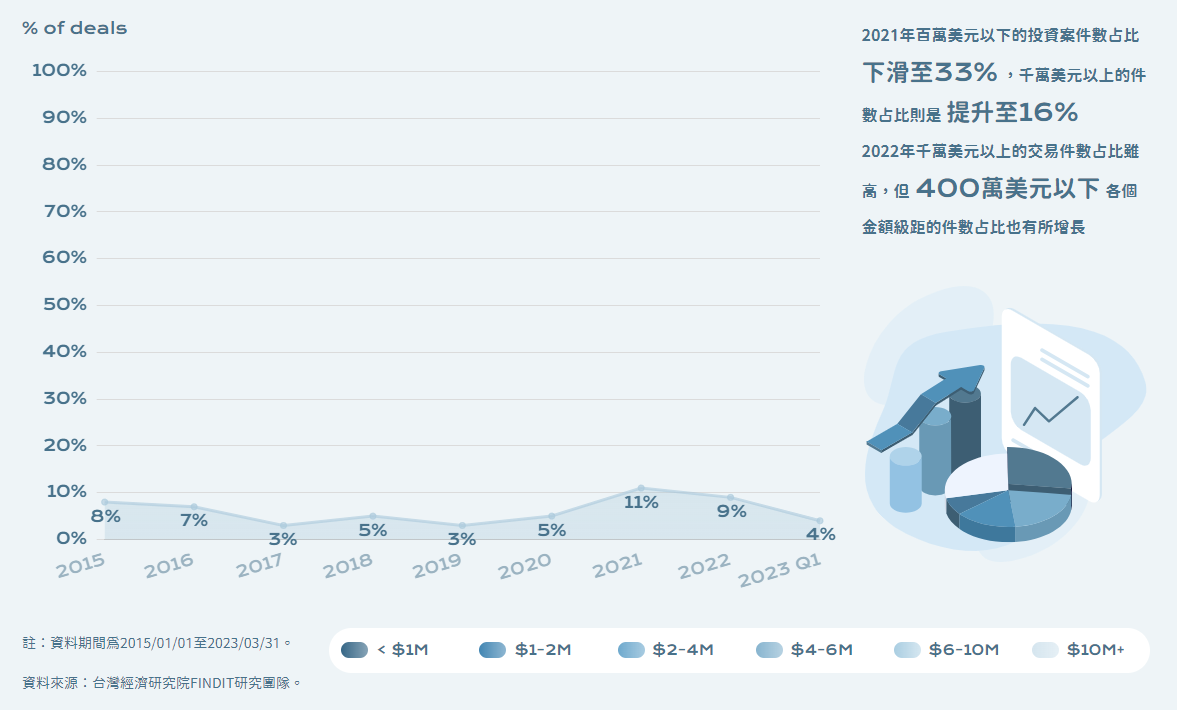 % of deals
100%
90%
80%
70%
60%
50%
40%
30%
20%
10%
0%
8%
7%
3%
5%
3%
5%
11%
9%
4%
2015
2016
2017
2018
2019
2020
2021
2022
2023 Q1
2021年百萬美元以下的投資案件數占比
下滑至33%，千萬美元以上的件
數占比則是 提升至16%
2022年千萬美元以上的交易件數占比雖
高，但 400萬美元以下 各個
金額級距的件數占比也有所增長
註：資料期間為2015/01/01至2023/03/31。
資料來源：台灣經濟研究院FINDIT研究團隊。
< $1M
$1-2M
$2-4M
$4-6M
$6-10M
$10M+